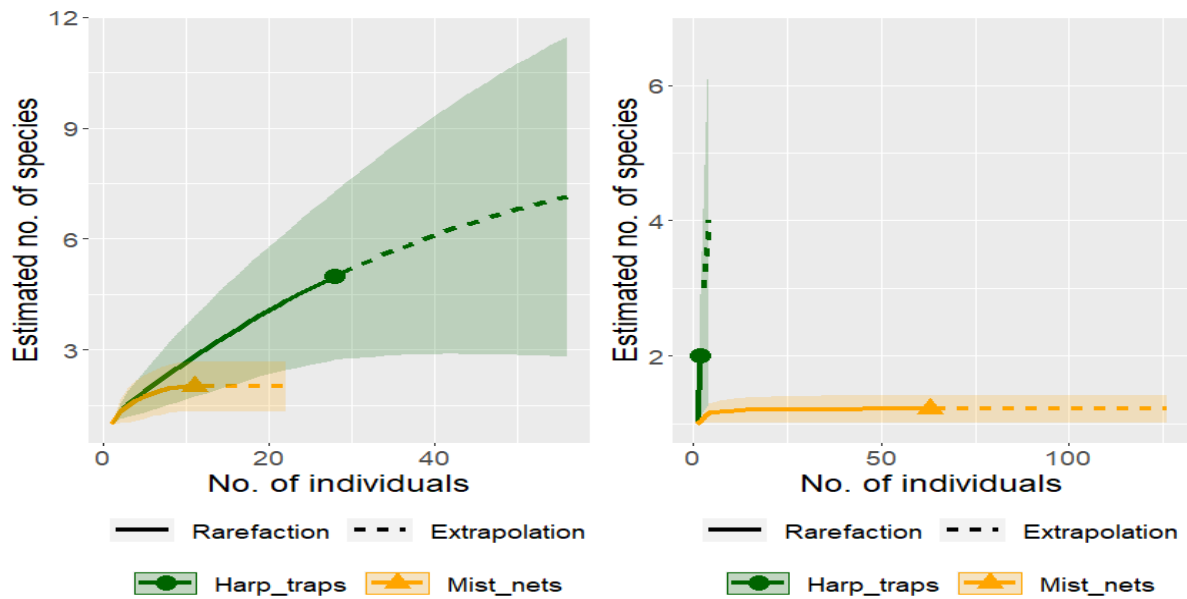 12
9
6
3
Estimated no. of species
0
20
40
No. of individuals
Rarefaction
Extrapolation
Harp_traps
Mist_nets
6
4
2
Estimated no. of species
0
50
100
No. of individuals
Rarefaction
Extrapolation
Harp_traps
Mist_nets